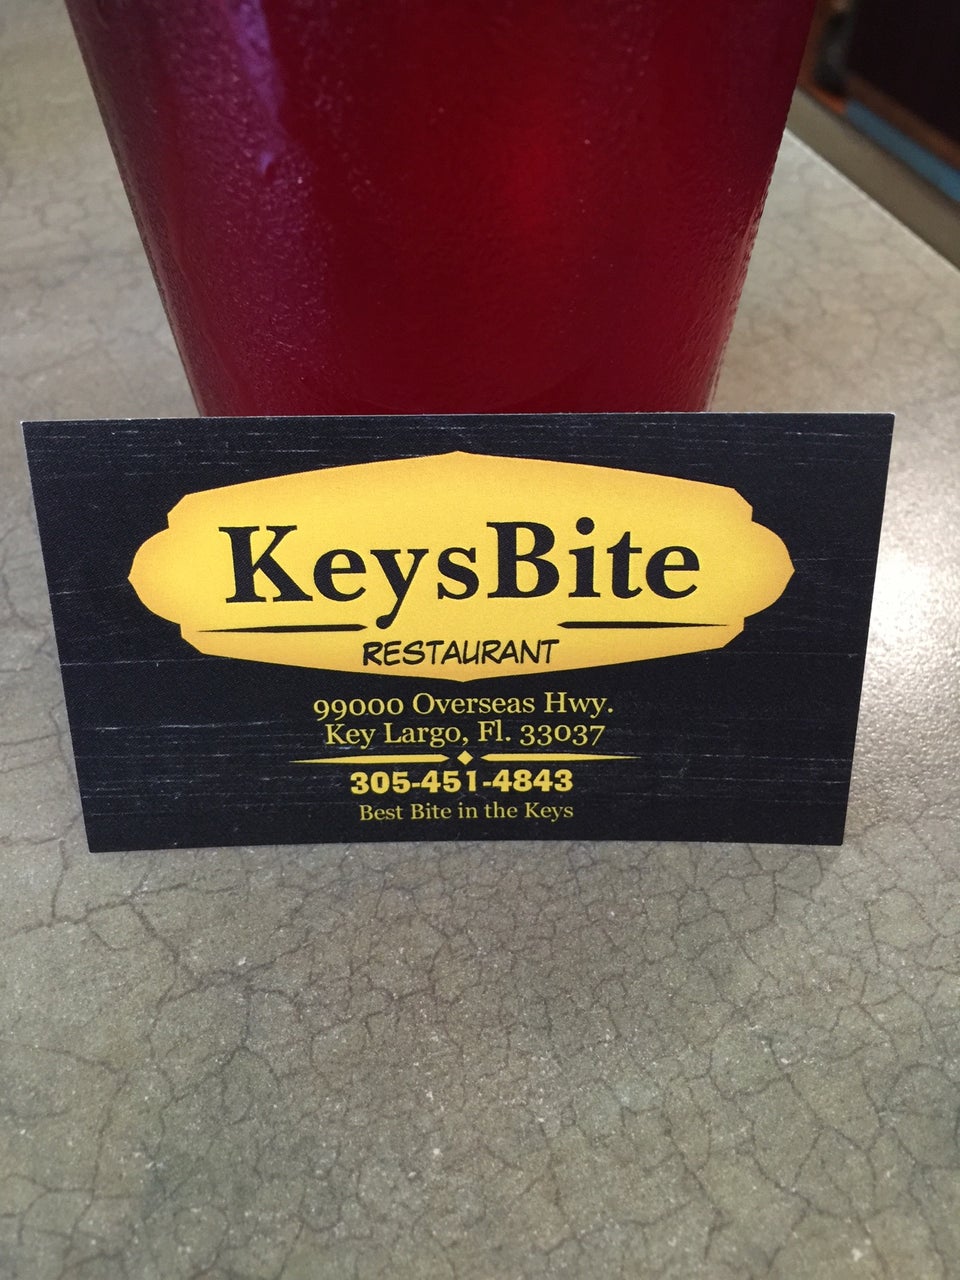 KeysBite
RESTAURANT
99000 Overseas Hwy.
Key Largo, Fl. 33037
305-451-4843
Best Bite in the Keys